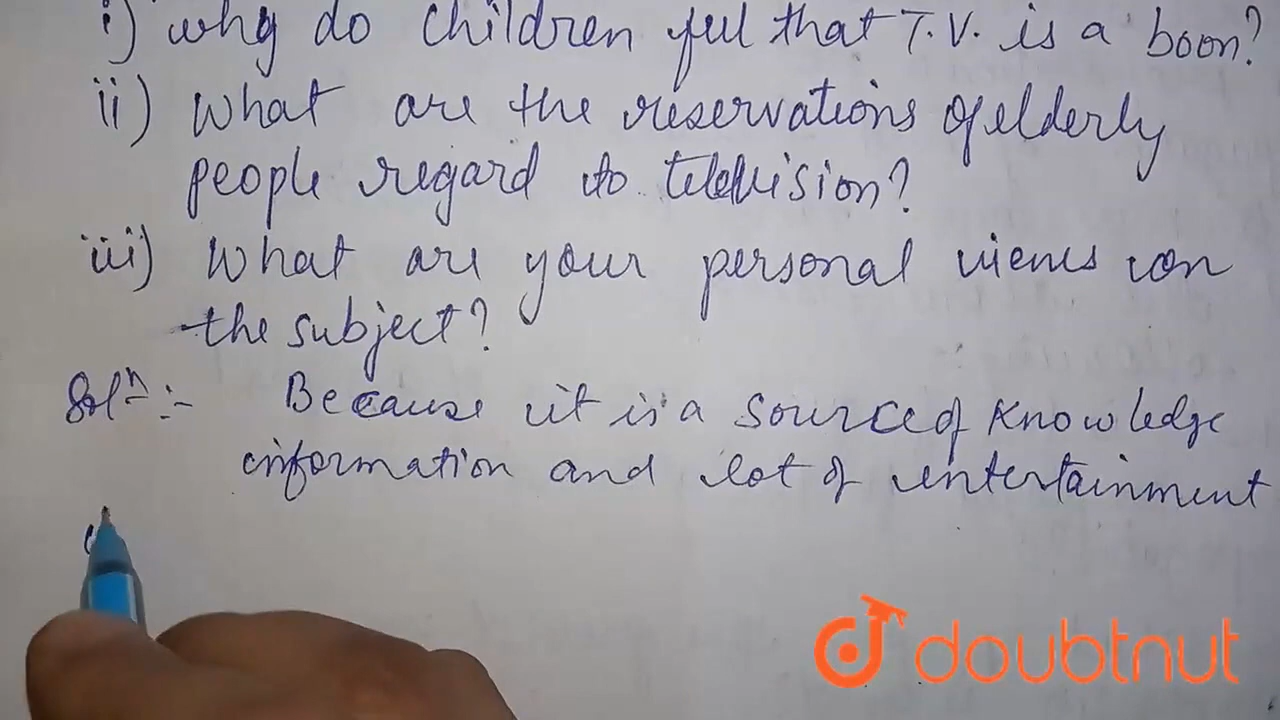 i) why do children feel that T.V. is a boon?
ii) What are the reservations of elderly
people regard to television?
iii) What are your personal views on
the subject?
Solⁿ :- Because it is a source of knowledge
information and lot of entertainment
doubtnut